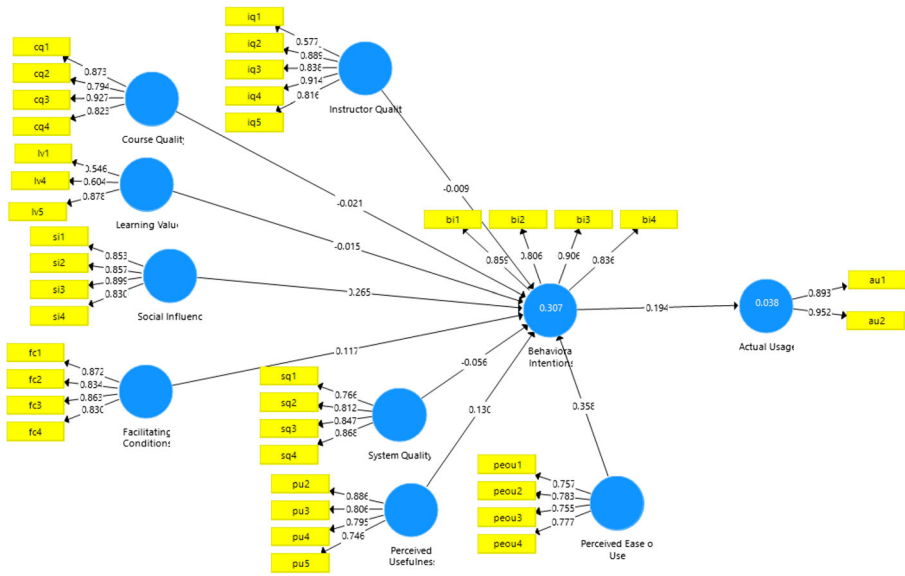 iq1
iq2
iq3
iq4
iq5
0.577
0.889
0.838
0.914
0.816
Instructor Qualit
cq1
cq2
cq3
cq4
0.873
0.794
0.927
0.823
Course Quality
lv1
lv4
lv5
0.546
0.604
0.878
Learning Valu
si1
si2
si3
si4
0.853
0.857
0.899
0.830
Social Influenc
fc1
fc2
fc3
fc4
0.872
0.834
0.863
0.830
Facilitating
Conditions
-0.009
-0.021
-0.015
0.265
0.117
-0.056
0.130
0.358
bi1
bi2
bi3
bi4
0.859
0.806
0.906
0.836
0.307
Behaviora
Intentions
0.194
0.038
Actual Usage
0.893
0.952
au1
au2
sq1
sq2
sq3
sq4
0.766
0.812
0.847
0.868
System Quality
pu2
pu3
pu4
pu5
0.886
0.806
0.795
0.746
Perceived
Usefulness
peou1
peou2
peou3
peou4
0.757
0.783
0.755
0.777
Perceived Ease o
Use